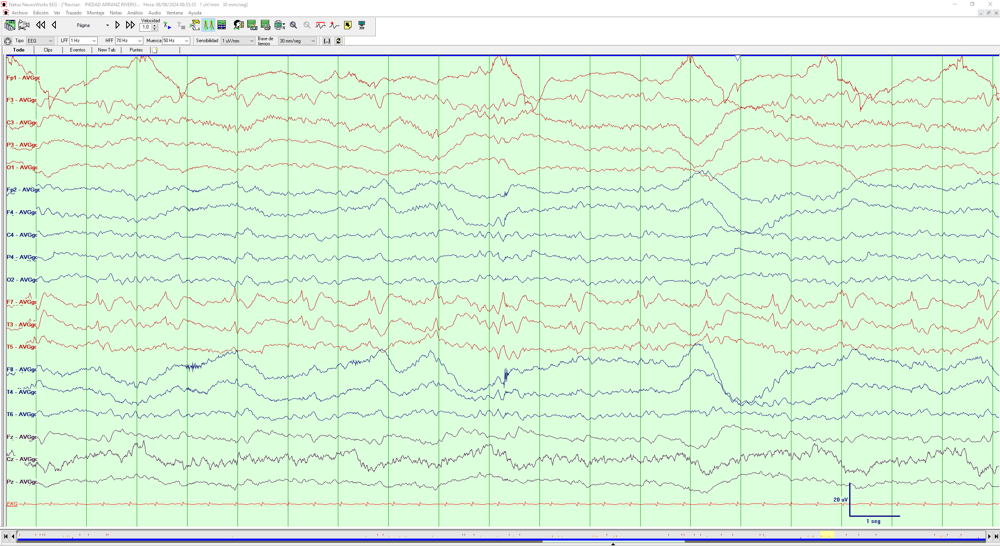 Natus NeuroWorks EEG - [*Revisar: PIEDAD ARRANZ RIVERO... Hora: 08/08/2024 06:55:35 1 uV/mm 30 mm/seg]
Archivo Edición Ver Trazado Montaje Notas Análisis Audio Ventana Ayuda
Página Velocidad 1,0
Tipo EEG LFF 1 Hz HFF 70 Hz Muesca 50 Hz Sensibilidad 1 uV/mm Base de tiempo 30 mm/seg {..}
Todo Clips Eventos New Tab Puntes
Fp1 - AVGgc
F3 - AVGgc
C3 - AVGgc
P3 - AVGgc
O1 - AVGgc
Fp2 - AVGgc
F4 - AVGgc
C4 - AVGgc
P4 - AVGgc
O2 - AVGgc
F7 - AVGgc
T3 - AVGgc
T5 - AVGgc
F8 - AVGgc
T4 - AVGgc
T6 - AVGgc
Fz - AVGgc
Cz - AVGgc
Pz - AVGgc
EKG
20 uV
1 seg